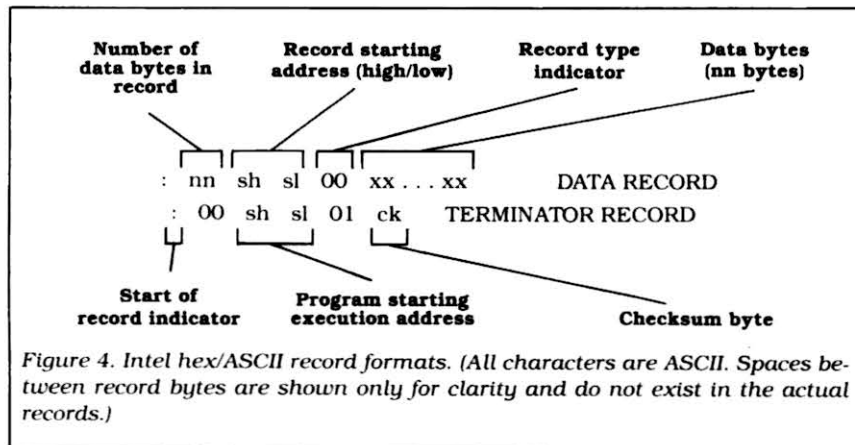 Number of data bytes in record
Record starting address (high/low)
Record type indicator
Data bytes (nn bytes)
: nn sh sl 00 xx . . . xx DATA RECORD
: 00 sh sl 01 ck TERMINATOR RECORD
Start of record indicator
Program starting execution address
Checksum byte
Figure 4. Intel hex/ASCII record formats. (All characters are ASCII. Spaces be-
tween record bytes are shown only for clarity and do not exist in the actual
records.)